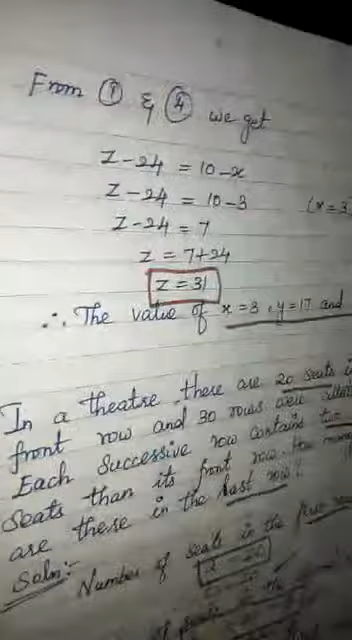 From ① & ④ we get
z - 24 = 10 - x
z - 24 = 10 - 3
(x = 3
z - 24 = 7
z = 7 + 24
z = 31
∴ The value of x = 3, y = 17 and
In a theatre there are 20 seats in
front row and 30 rows were allott
Each successive row contains two
seats than its front row. How many
are there in the last row?
Soln:-
Number of seats in the first